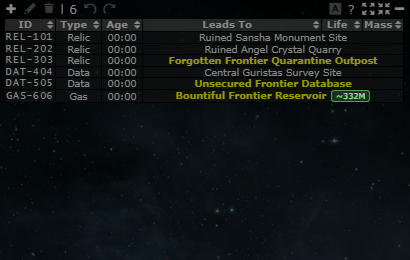 6 A ?
ID Type Age Leads To Life Mass
REL-101 Relic 00:00 Ruined Sansha Monument Site
REL-202 Relic 00:00 Ruined Angel Crystal Quarry
REL-303 Relic 00:00 Forgotten Frontier Quarantine Outpost
DAT-404 Data 00:00 Central Guristas Survey Site
DAT-505 Data 00:00 Unsecured Frontier Database
GAS-606 Gas 00:00 Bountiful Frontier Reservoir ~332M